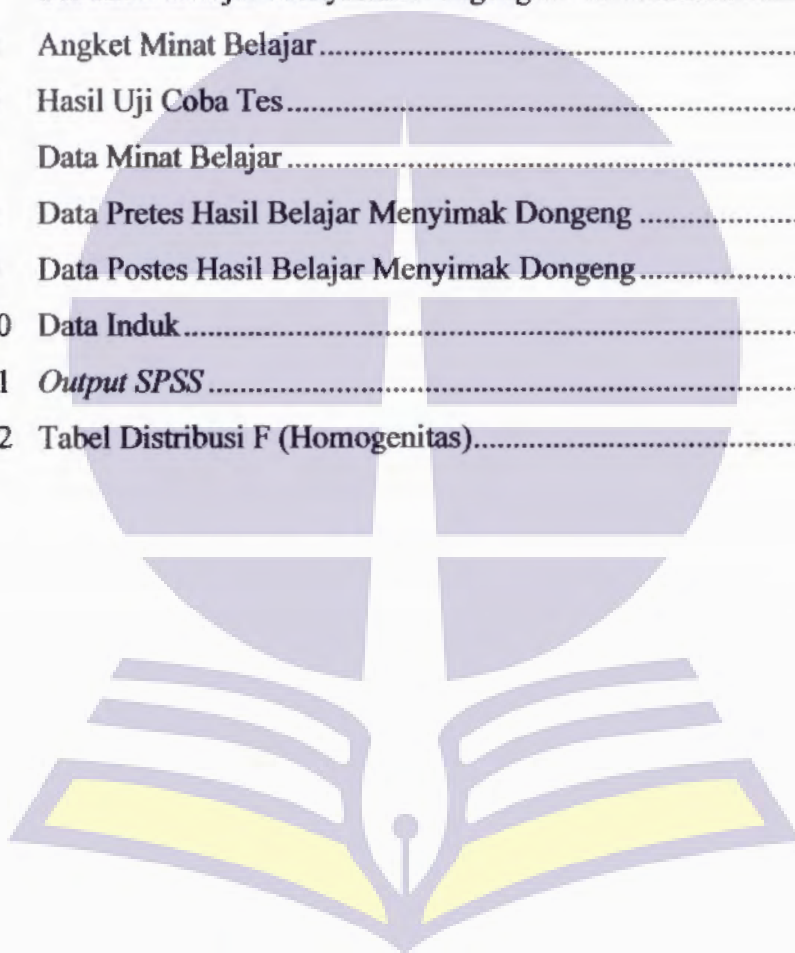 Angket Minat Belajar
Hasil Uji Coba Tes
Data Minat Belajar
Data Pretes Hasil Belajar Menyimak Dongeng
Data Postes Hasil Belajar Menyimak Dongeng
0 Data Induk
1 Output SPSS
2 Tabel Distribusi F (Homogenitas)